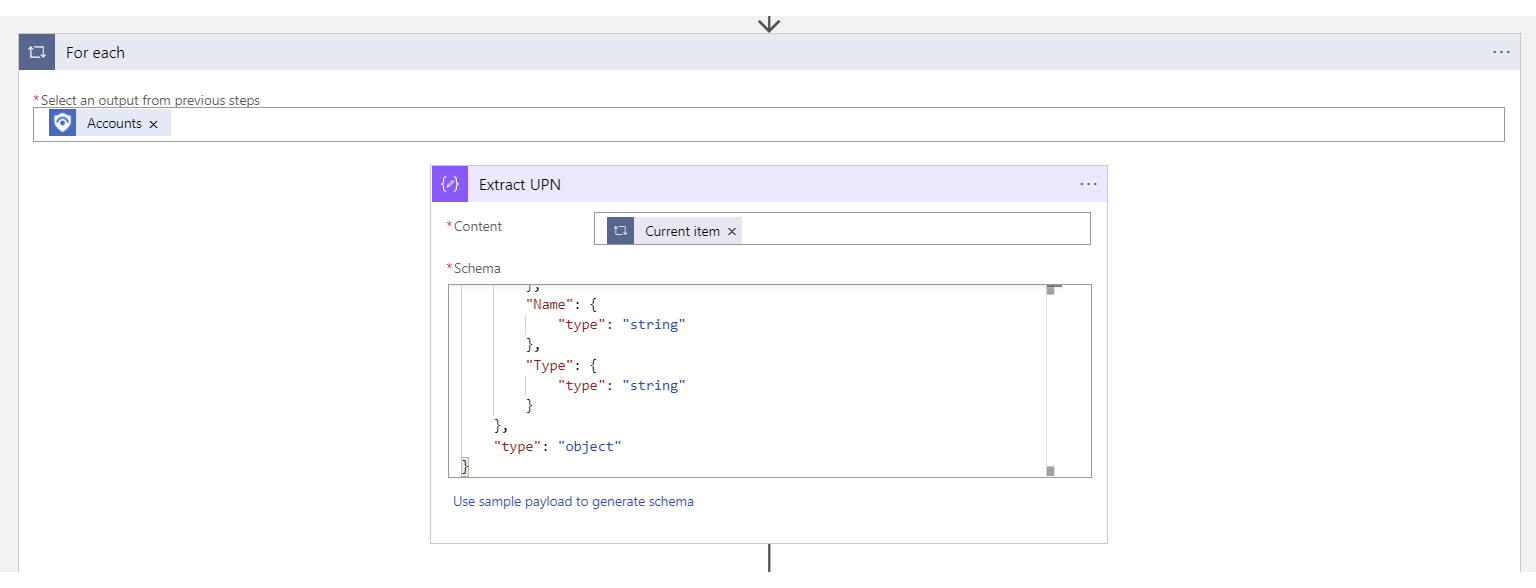 For each
*Select an output from previous steps
Accounts ×
Extract UPN
*Content
Current item ×
*Schema
},
"Name": {
"type": "string"
},
"Type": {
"type": "string"
}
},
"type": "object"
}
Use sample payload to generate schema